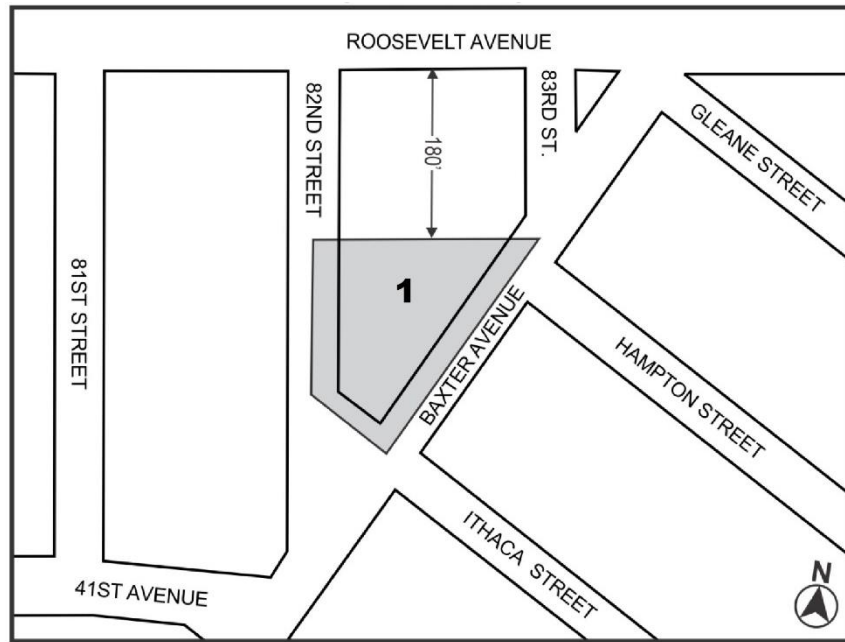 ROOSEVELT AVENUE
82ND STREET
83RD ST.
180'
GLEANE STREET
81ST STREET
1
BAXTER AVENUE
HAMPTON STREET
ITHACA STREET
41ST AVENUE
N